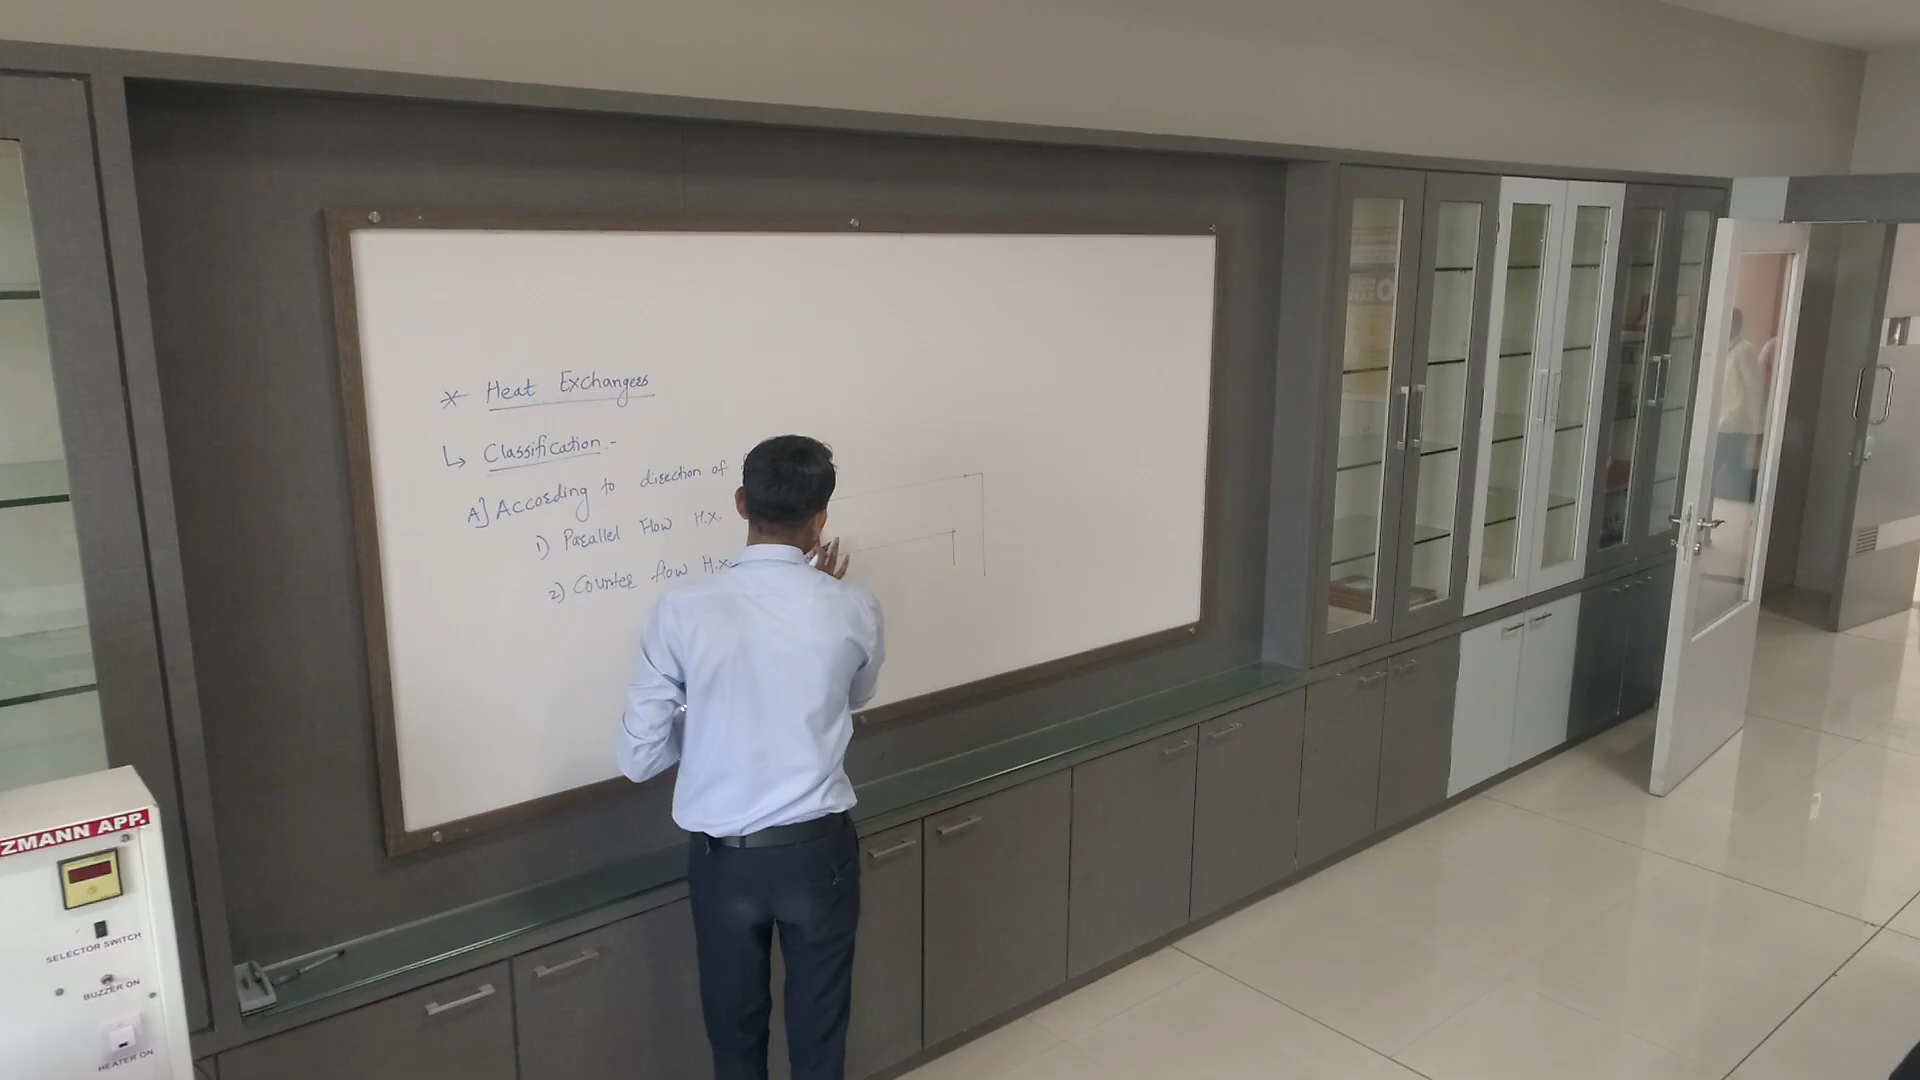 * Heat Exchangers
↳ Classification -
A] According to direction of
1) Parallel Flow H.X.
2) Counter flow H.X.
ZMANN APP.
SELECTOR SWITCH
BUZZER ON
HEATER ON